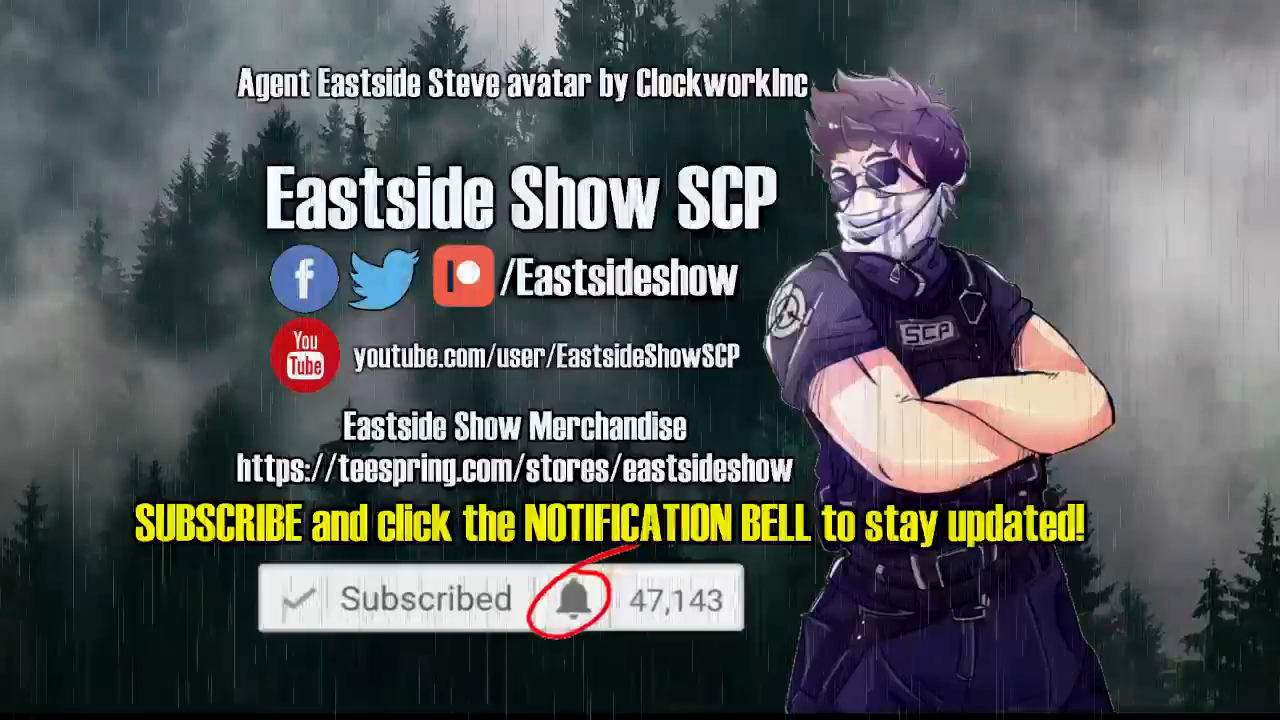 Agent Eastside Steve avatar by ClockworkInc
Eastside Show SCP
f /Eastsideshow
You Tube youtube.com/user/EastsideShowSCP
SCP
Eastside Show Merchandise
https://teespring.com/stores/eastsideshow
SUBSCRIBE and click the NOTIFICATION BELL to stay updated!
Subscribed 47,143